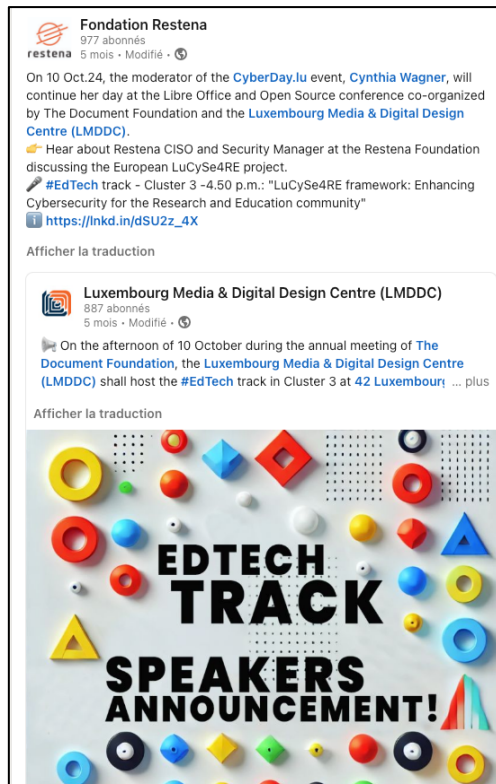 Fondation Restena
977 abonnés
restena
5 mois • Modifié •
On 10 Oct.24, the moderator of the CyberDay.lu event, Cynthia Wagner, will
continue her day at the Libre Office and Open Source conference co-organized
by The Document Foundation and the Luxembourg Media & Digital Design
Centre (LMDDC).
👉 Hear about Restena CISO and Security Manager at the Restena Foundation
discussing the European LuCySe4RE project.
🎤 #EdTech track - Cluster 3 -4.50 p.m.: "LuCySe4RE framework: Enhancing
Cybersecurity for the Research and Education community"
ℹ️ https://lnkd.in/dSU2z_4X
Afficher la traduction
Luxembourg Media & Digital Design Centre (LMDDC)
887 abonnés
5 mois • Modifié •
📢 On the afternoon of 10 October during the annual meeting of The
Document Foundation, the Luxembourg Media & Digital Design Centre
(LMDDC) shall host the #EdTech track in Cluster 3 at 42 Luxembourg ... plus
Afficher la traduction
EDTECH
TRACK
SPEAKERS
ANNOUNCEMENT!